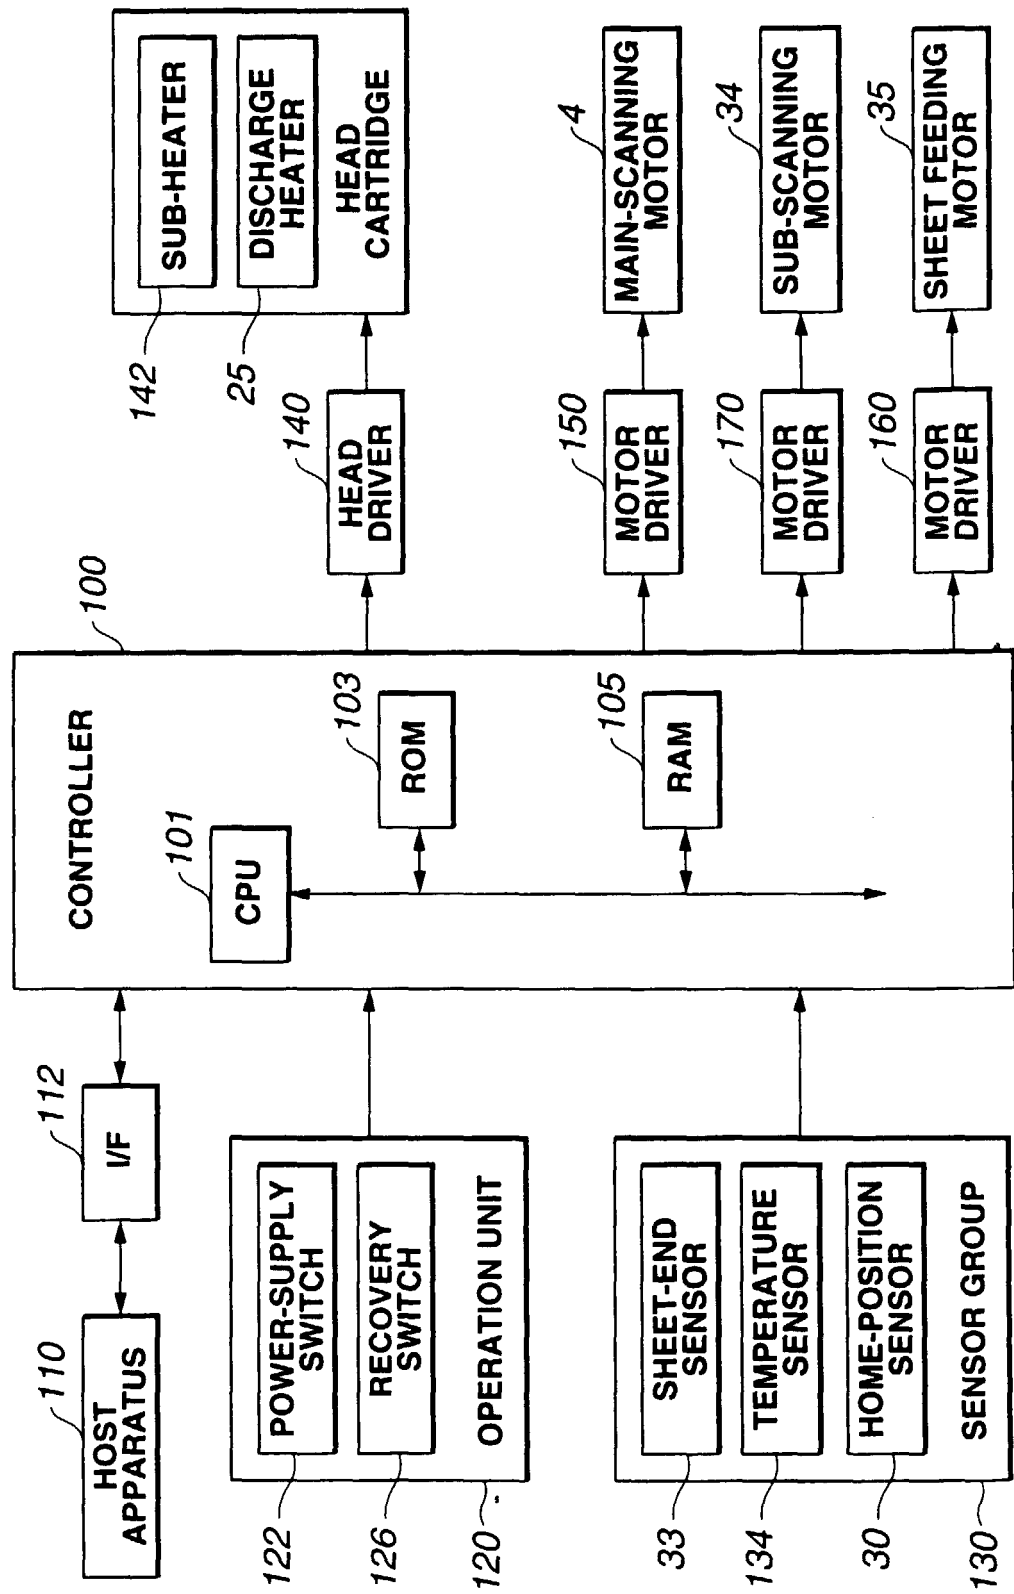 110
HOST
APPARATUS
112
I/F
122
POWER-SUPPLY
SWITCH
126
RECOVERY
SWITCH
120
OPERATION UNIT
33
SHEET-END
SENSOR
134
TEMPERATURE
SENSOR
30
HOME-POSITION
SENSOR
130
SENSOR GROUP
100
CONTROLLER
101
CPU
103
ROM
105
RAM
140
HEAD
DRIVER
150
MOTOR
DRIVER
170
MOTOR
DRIVER
160
MOTOR
DRIVER
142
SUB-HEATER
25
DISCHARGE
HEATER
HEAD
CARTRIDGE
4
MAIN-SCANNING
MOTOR
34
SUB-SCANNING
MOTOR
35
SHEET FEEDING
MOTOR